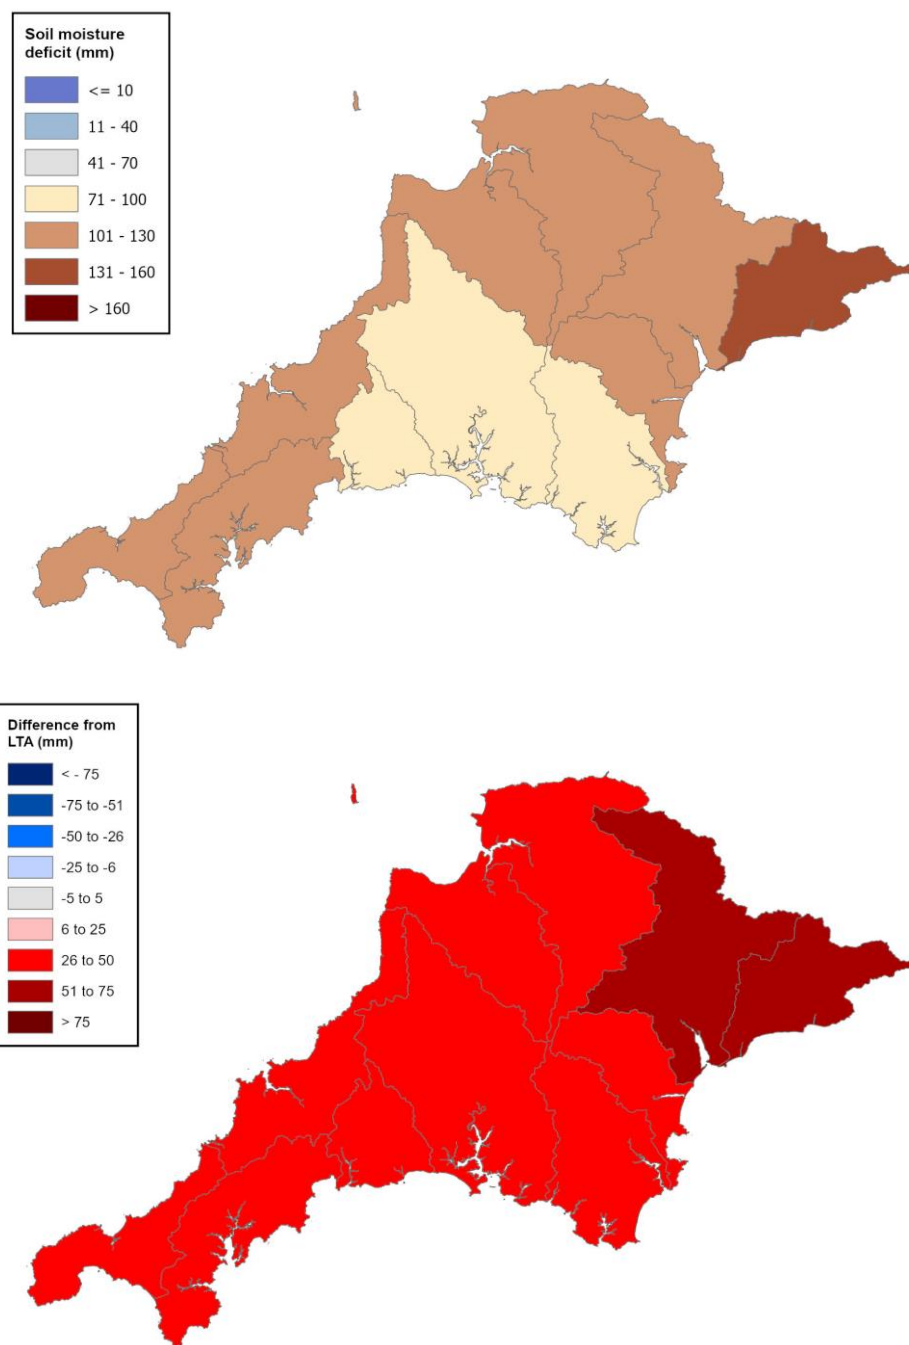 Soil moisture
deficit (mm)
<= 10
11 - 40
41 - 70
71 - 100
101 - 130
131 - 160
> 160
Difference from
LTA (mm)
< - 75
-75 to -51
-50 to -26
-25 to -6
-5 to 5
6 to 25
26 to 50
51 to 75
> 75